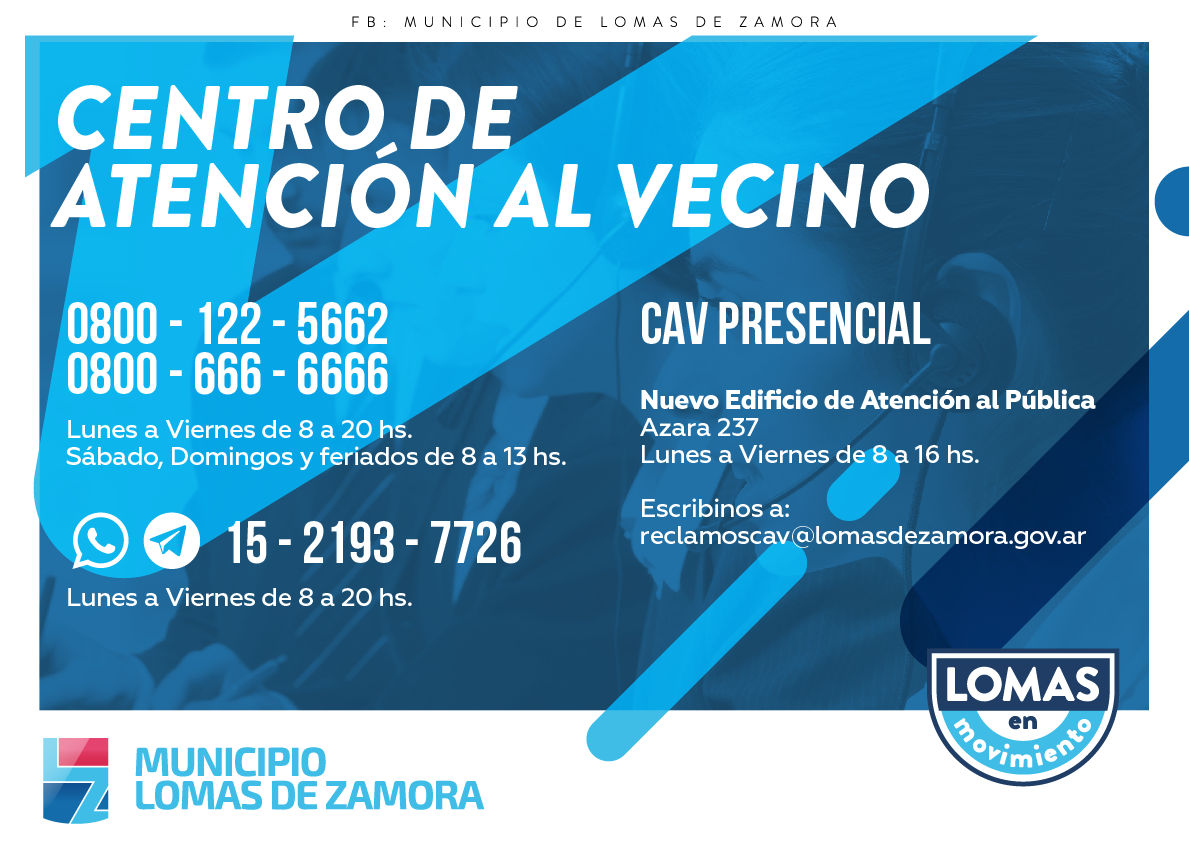 FB: MUNICIPIO DE LOMAS DE ZAMORA
CENTRO DE
ATENCIÓN AL VECINO
0800 - 122 - 5662
0800 - 666 - 6666
Lunes a Viernes de 8 a 20 hs.
Sábado, Domingos y feriados de 8 a 13 hs.
15 - 2193 - 7726
Lunes a Viernes de 8 a 20 hs.
CAV PRESENCIAL
Nuevo Edificio de Atención al Pública
Azara 237
Lunes a Viernes de 8 a 16 hs.
Escribinos a:
reclamoscav@lomasdezamora.gov.ar
LOMAS
en
movimiento
MUNICIPIO
LOMAS DE ZAMORA